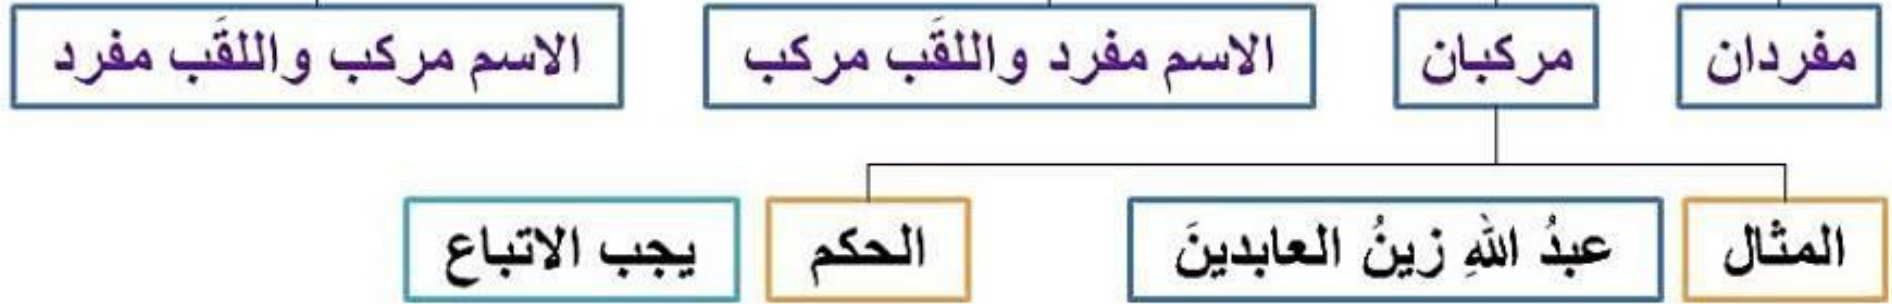 مفردان
مركبان
الاسم مفرد واللقَب مركب
الاسم مركب واللقَب مفرد
المثال
عبدُ اللهِ زينُ العابدينَ
الحكم
يجب الاتباع